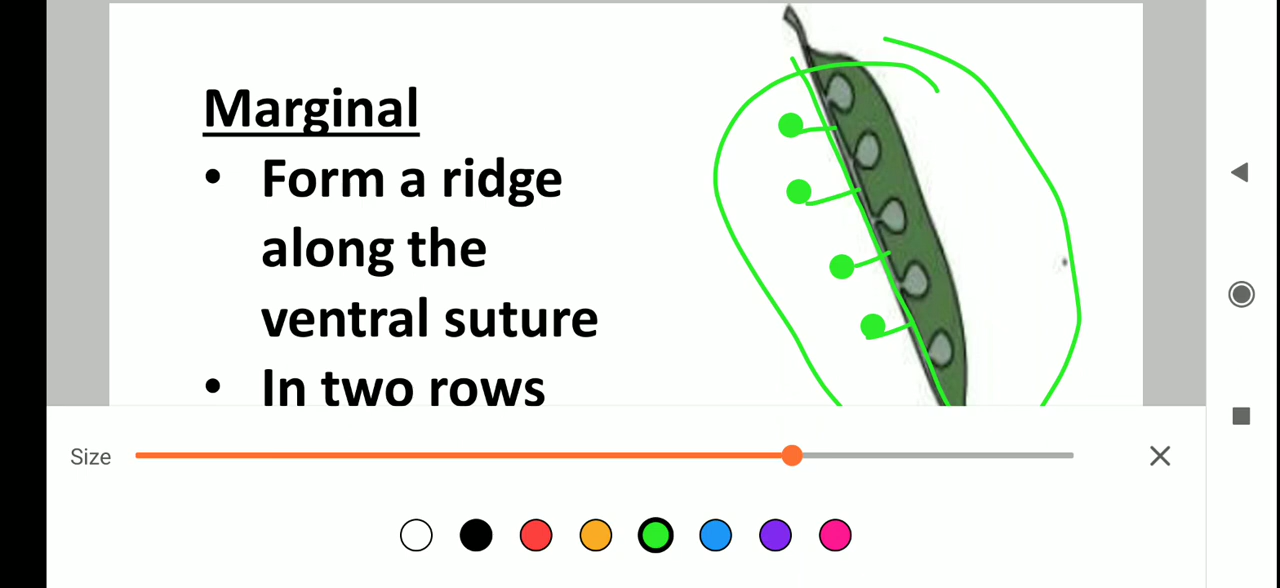 Marginal
• Form a ridge
along the
ventral suture
• In two rows
Size